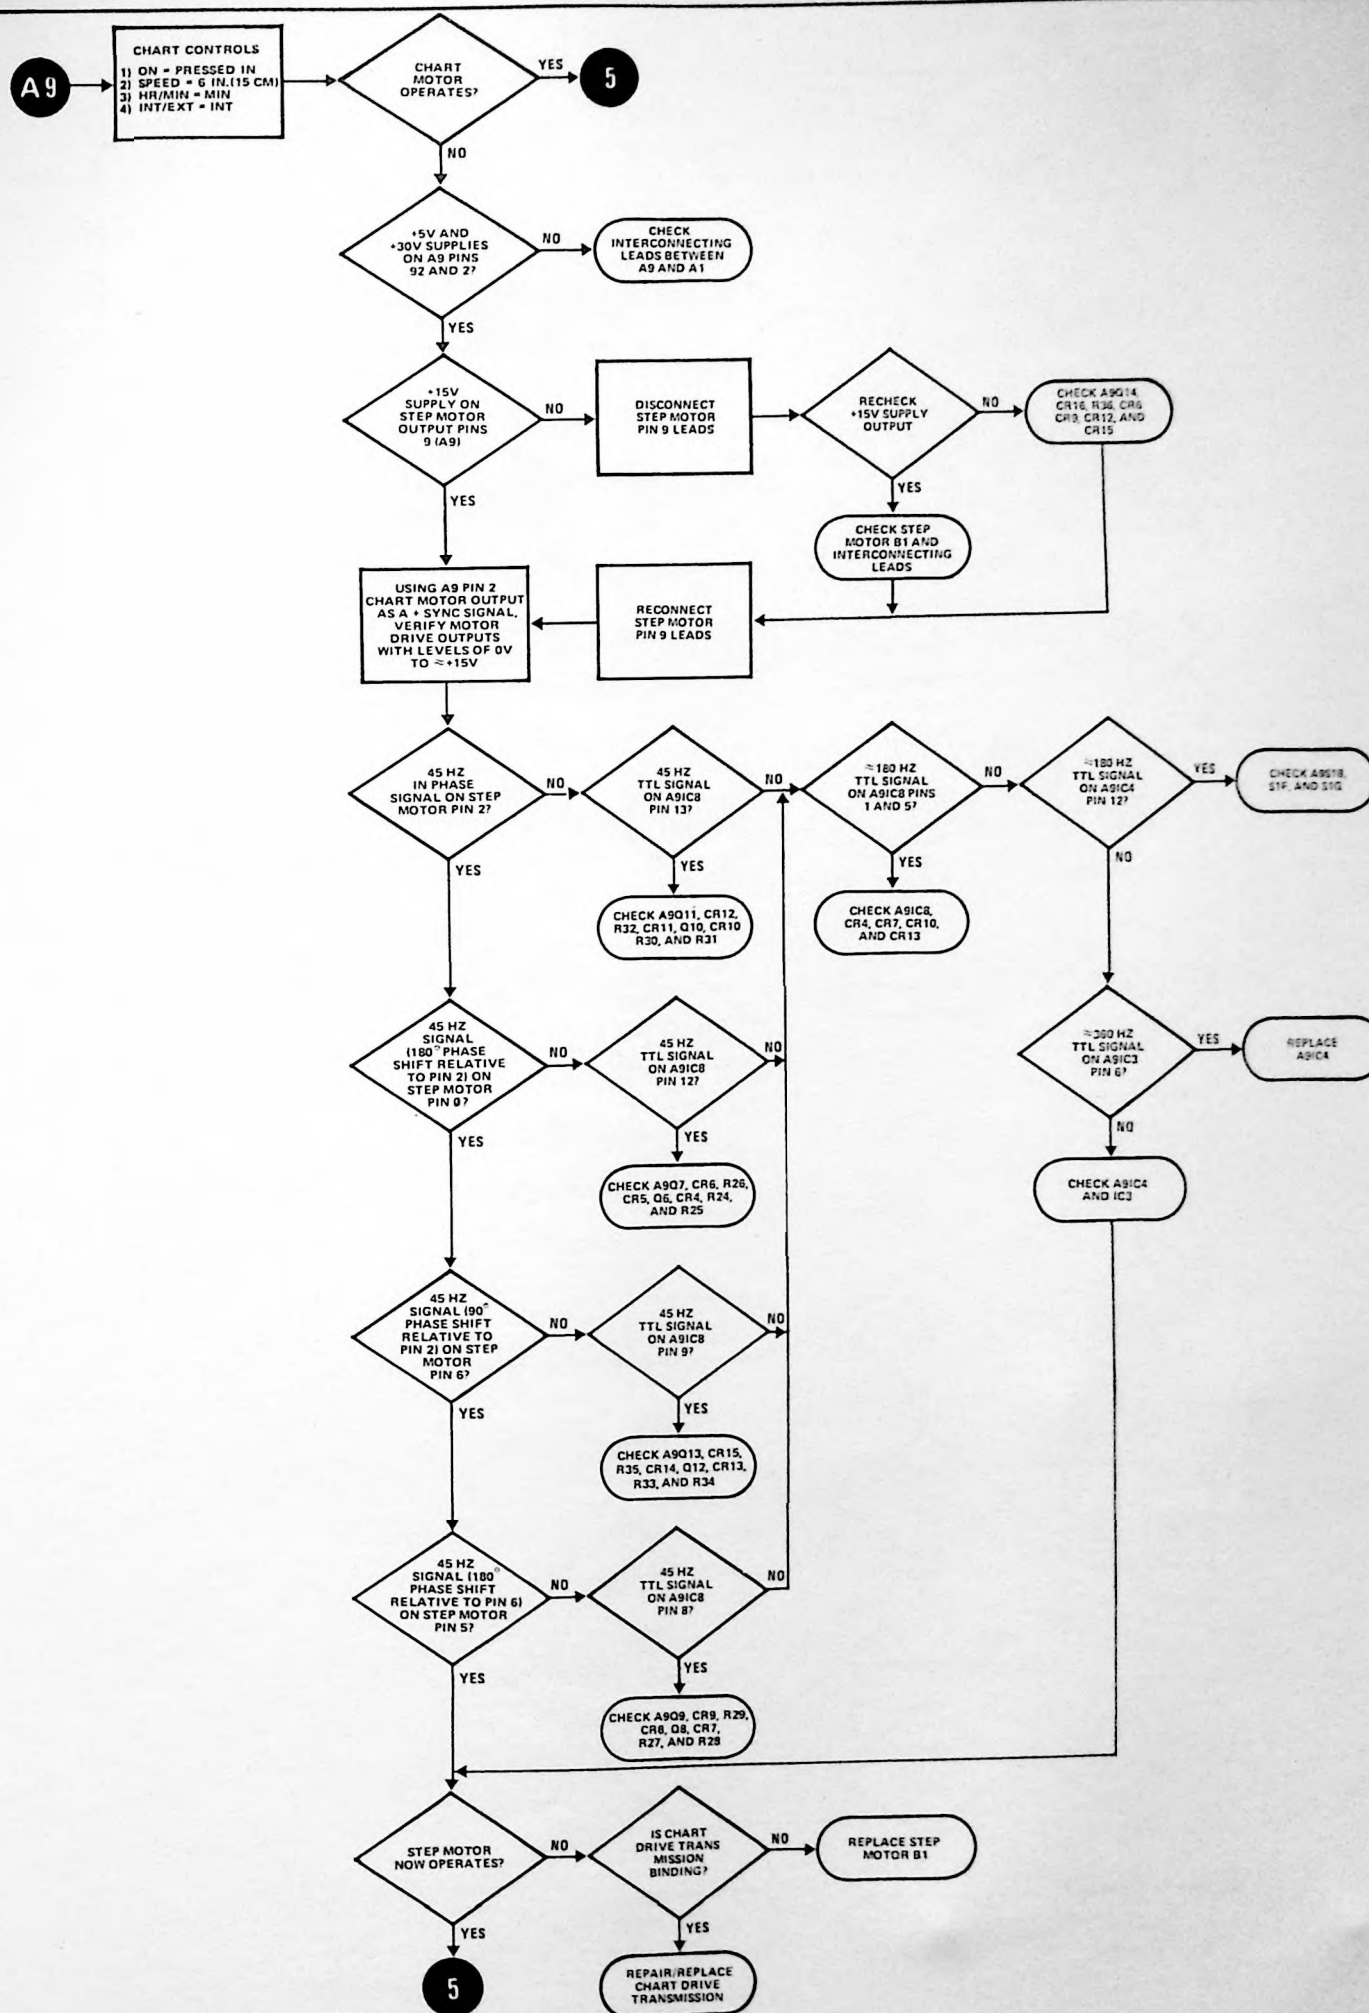 A9
CHART CONTROLS
1) ON = PRESSED IN
2) SPEED = 6 IN.(15 CM)
3) HR/MIN = MIN
4) INT/EXT = INT
CHART
MOTOR
OPERATES?
YES
5
NO
+5V AND
+30V SUPPLIES
ON A9 PINS
92 AND 2?
NO
CHECK
INTERCONNECTING
LEADS BETWEEN
A9 AND A1
YES
+15V
SUPPLY ON
STEP MOTOR
OUTPUT PINS
9 (A9)
NO
DISCONNECT
STEP MOTOR
PIN 9 LEADS
RECHECK
+15V SUPPLY
OUTPUT
NO
CHECK A9Q14,
CR16, R36, CR6
CR9, CR12, AND
CR15
YES
YES
CHECK STEP
MOTOR B1 AND
INTERCONNECTING
LEADS
USING A9 PIN 2
CHART MOTOR OUTPUT
AS A + SYNC SIGNAL,
VERIFY MOTOR
DRIVE OUTPUTS
WITH LEVELS OF 0V
TO ≈+15V
RECONNECT
STEP MOTOR
PIN 9 LEADS
45 HZ
IN PHASE
SIGNAL ON STEP
MOTOR PIN 2?
NO
45 HZ
TTL SIGNAL
ON A9IC8
PIN 13?
NO
≈180 HZ
TTL SIGNAL
ON A9IC8 PINS
1 AND 5?
NO
≈180 HZ
TTL SIGNAL
ON A9IC4
PIN 12?
YES
CHECK A9S1B,
S1F, AND S1G
YES
YES
YES
NO
CHECK A9Q11, CR12,
R32, CR11, Q10, CR10
R30, AND R31
CHECK A9IC8,
CR4, CR7, CR10,
AND CR13
45 HZ
SIGNAL
(180° PHASE
SHIFT RELATIVE
TO PIN 2) ON
STEP MOTOR
PIN 0?
NO
45 HZ
TTL SIGNAL
ON A9IC8
PIN 12?
NO
≈360 HZ
TTL SIGNAL
ON A9IC3
PIN 6?
YES
REPLACE
A9IC4
YES
YES
NO
CHECK A9Q7, CR6, R26,
CR5, Q6, CR4, R24,
AND R25
CHECK A9IC4
AND IC3
45 HZ
SIGNAL (90°
PHASE SHIFT
RELATIVE TO
PIN 2) ON STEP
MOTOR
PIN 6?
NO
45 HZ
TTL SIGNAL
ON A9IC8
PIN 9?
NO
YES
YES
CHECK A9Q13, CR15,
R35, CR14, Q12, CR13,
R33, AND R34
45 HZ
SIGNAL (180°
PHASE SHIFT
RELATIVE TO PIN 6)
ON STEP MOTOR
PIN 5?
NO
45 HZ
TTL SIGNAL
ON A9IC8
PIN 8?
NO
YES
YES
CHECK A9Q9, CR9, R29,
CR8, Q8, CR7,
R27, AND R28
STEP MOTOR
NOW OPERATES?
NO
IS CHART
DRIVE TRANS
MISSION
BINDING?
NO
REPLACE STEP
MOTOR B1
YES
YES
5
REPAIR/REPLACE
CHART DRIVE
TRANSMISSION